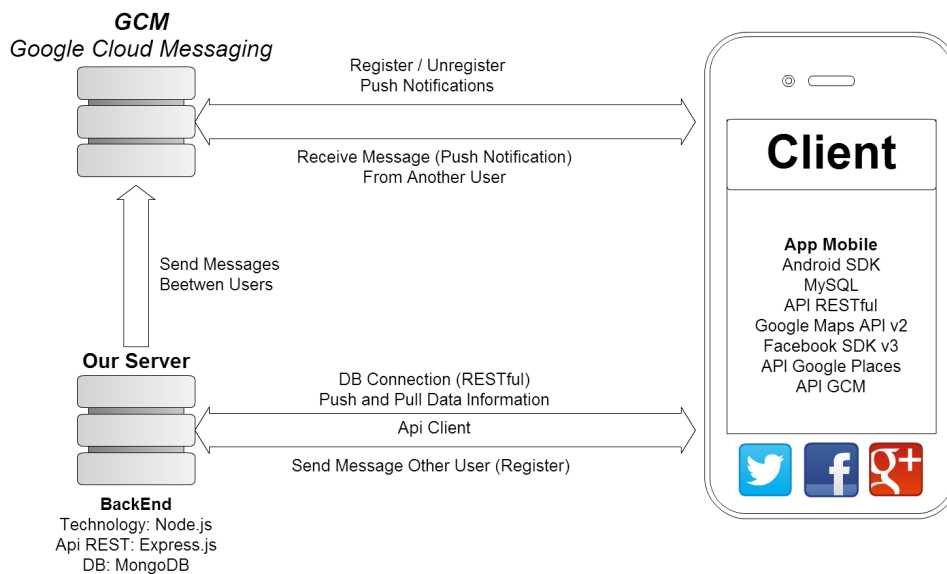 GCM
Google Cloud Messaging
Register / Unregister
Push Notifications
Receive Message (Push Notification)
From Another User
Send Messages
Beetwen Users
Our Server
DB Connection (RESTful)
Push and Pull Data Information
Api Client
Send Message Other User (Register)
BackEnd
Technology: Node.js
Api REST: Express.js
DB: MongoDB
Client
App Mobile
Android SDK
MySQL
API RESTful
Google Maps API v2
Facebook SDK v3
API Google Places
API GCM
f
g+